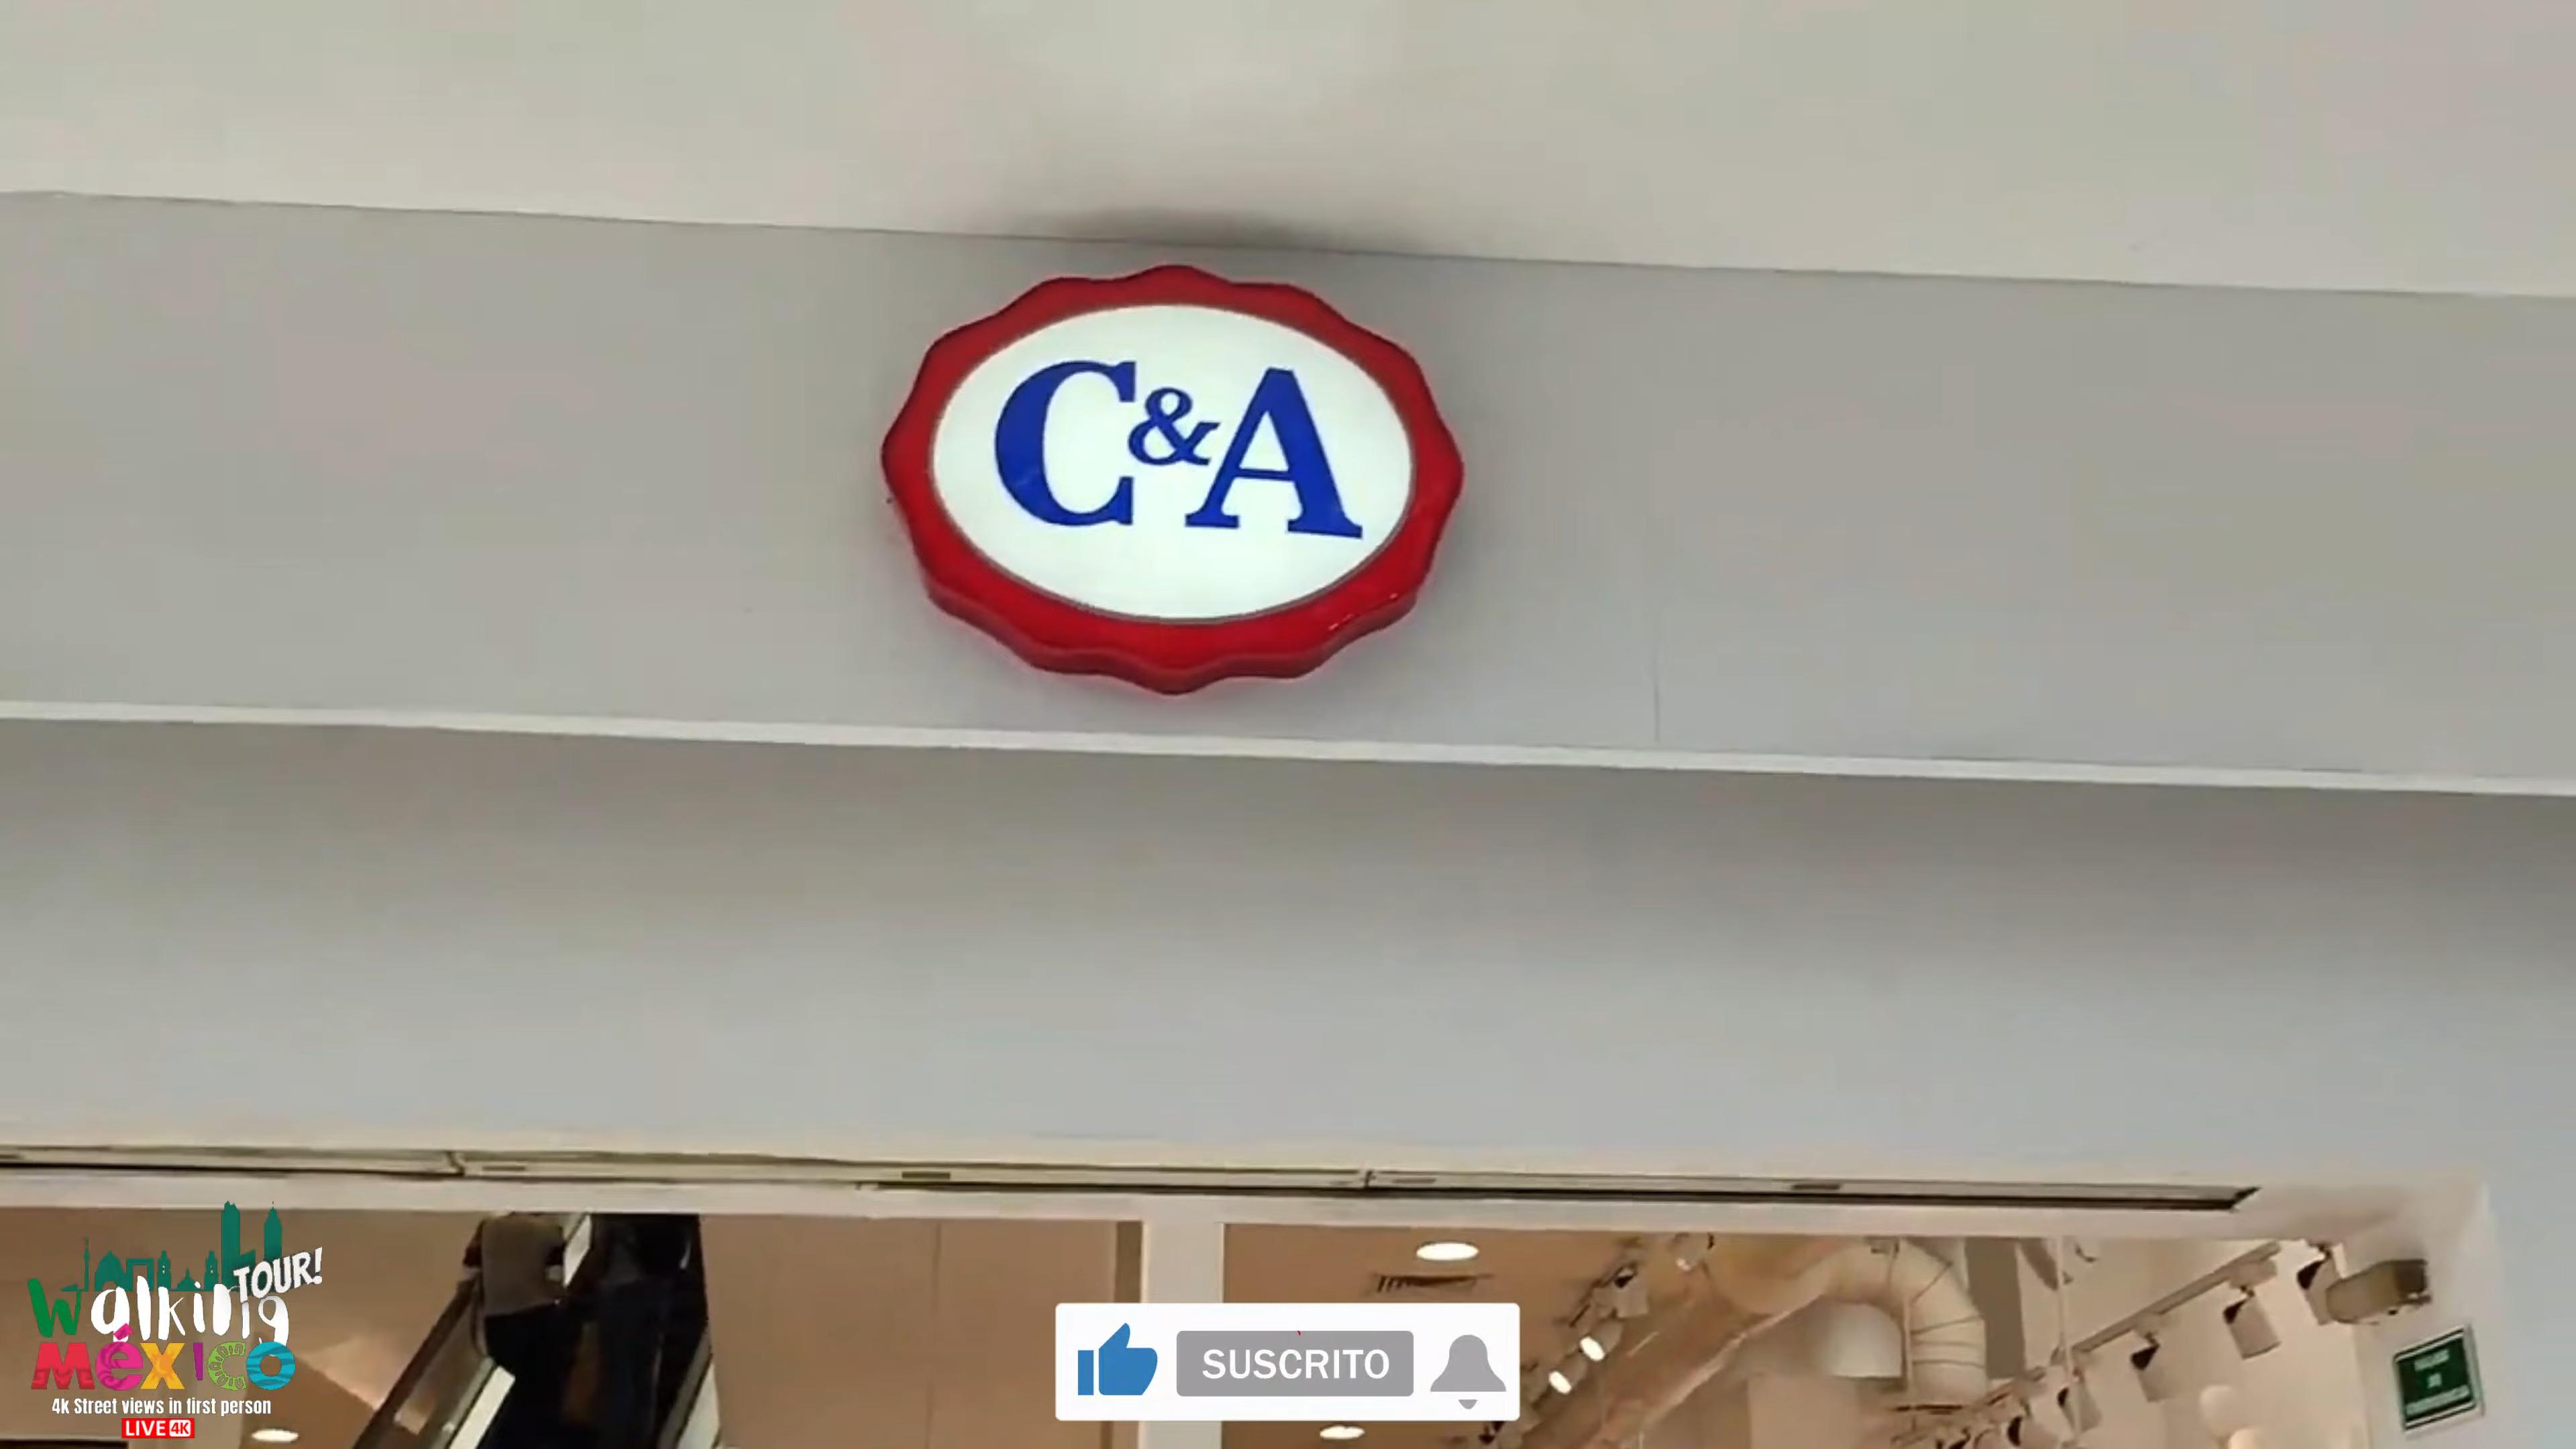 C&A
Walking TOUR!
México
4k Street views in first person
LIVE 4K
SUSCRITO